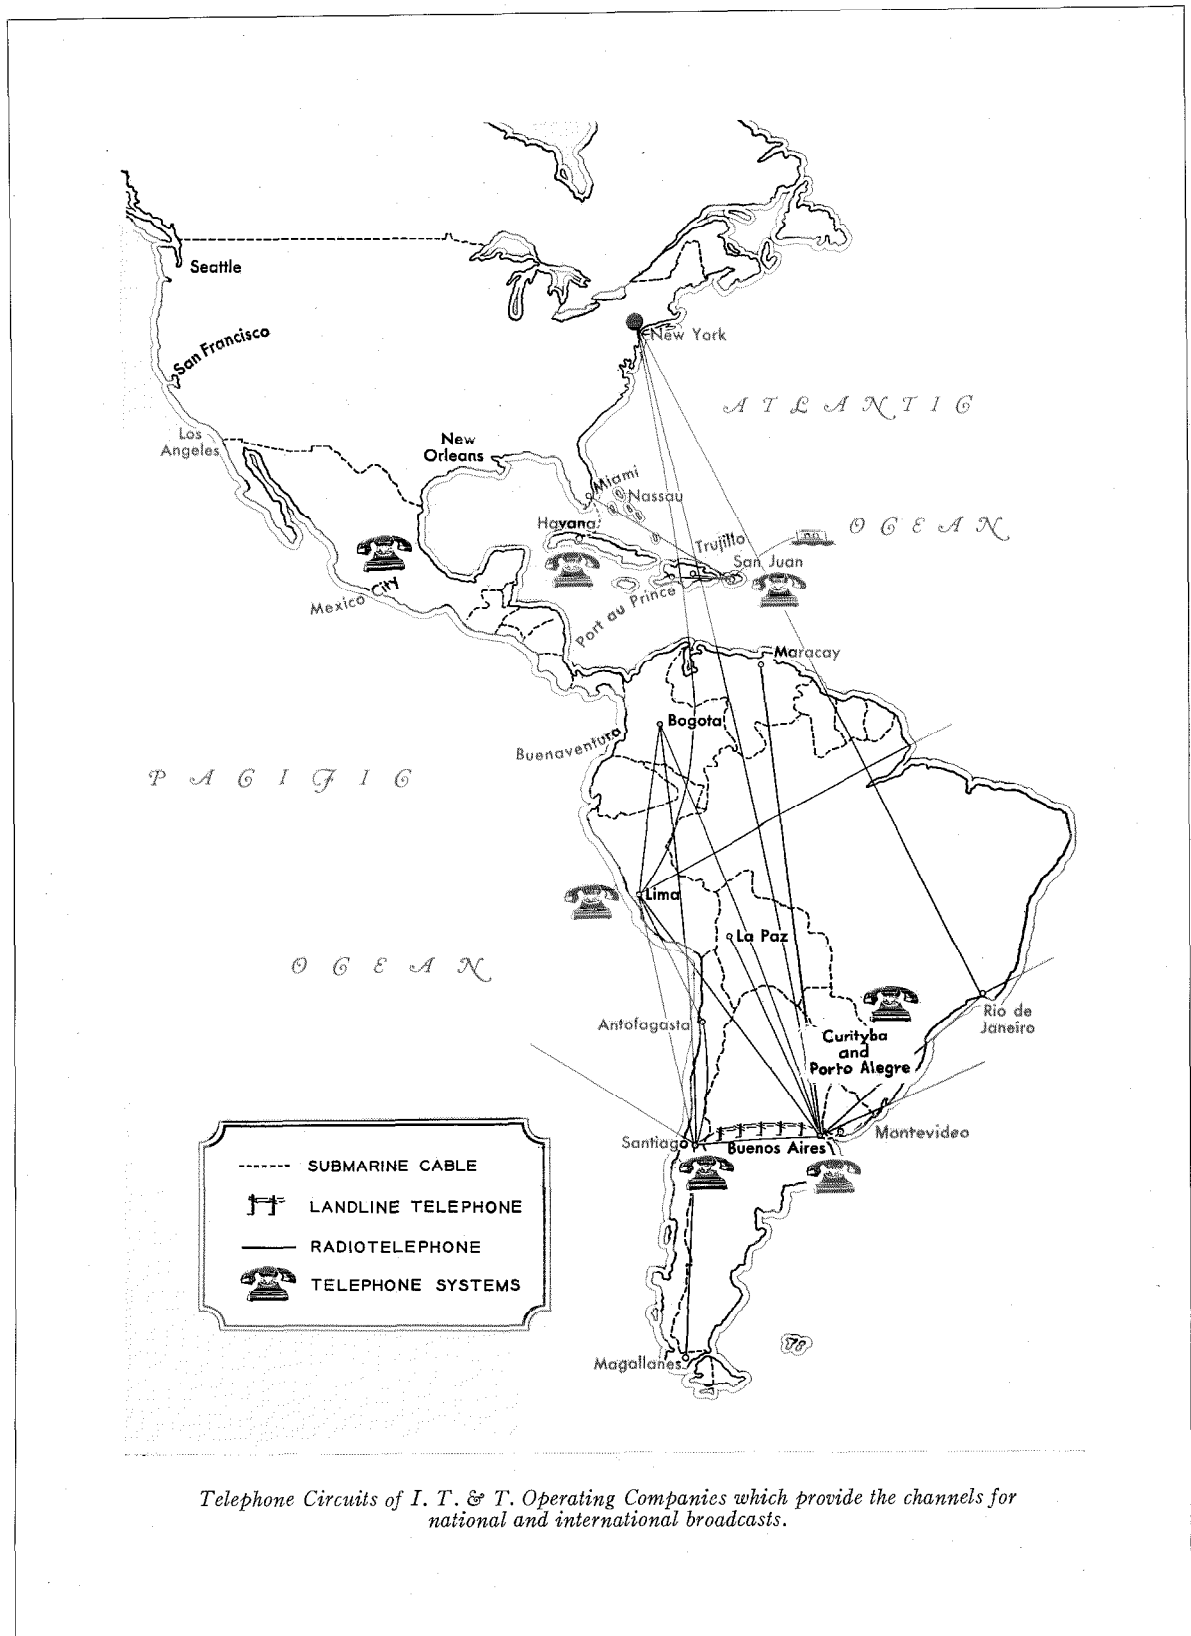 Seattle
San Francisco
Los
Angeles
New
Orleans
New York
ATLANTIC
OCEAN
Miami
Nassau
Havana
Trujillo
San Juan
Port au Prince
Mexico City
Maracay
Bogota
Buenaventura
PACIFIC
OCEAN
Lima
La Paz
Antofagasta
Rio de
Janeiro
Curityba
and
Porto Alegre
Santiago
Buenos Aires
Montevideo
Magallanes
SUBMARINE CABLE
LANDLINE TELEPHONE
RADIOTELEPHONE
TELEPHONE SYSTEMS
Telephone Circuits of I. T. & T. Operating Companies which provide the channels for
national and international broadcasts.